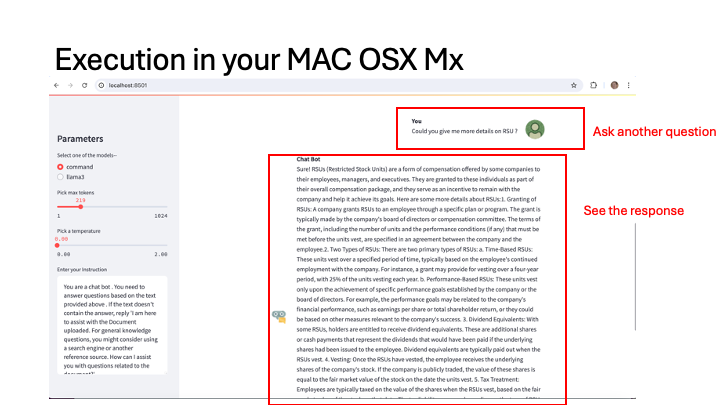 Execution in your MAC OSX Mx
localhost:8501
Parameters
Select one of the models~
command
llama3
Pick max tokens
219
1 1024
Pick a temperature
0.00
0.00 2.00
Enter your Instruction
You are a chat bot . You need to
answer questions based on the text
provided above . If the text doesn't
contain the answer, reply 'I am here
to assist with the Document
uploaded. For general knowledge
questions, you might consider using
a search engine or another
reference source. How can I assist
you with questions related to the
document?'
You
Could you give me more details on RSU ?
Ask another question
Chat Bot
Sure! RSUs (Restricted Stock Units) are a form of compensation offered by some companies to
their employees, managers, and executives. They are granted to these individuals as part of
their overall compensation package, and they serve as an incentive to remain with the
company and help it achieve its goals. Here are some more details about RSUs:1. Granting of
RSUs: A company grants RSUs to an employee through a specific plan or program. The grant is
typically made by the company's board of directors or compensation committee. The terms of
the grant, including the number of units and the performance conditions (if any) that must be
met before the units vest, are specified in an agreement between the company and the
employee.2. Two Types of RSUs: There are two primary types of RSUs: a. Time-Based RSUs:
These units vest over a specified period of time, typically based on the employee's continued
employment with the company. For instance, a grant may provide for vesting over a four-year
period, with 25% of the units vesting each year. b. Performance-Based RSUs: These units vest
only upon the achievement of specific performance goals established by the company or the
board of directors. For example, the performance goals may be related to the company's
financial performance, such as earnings per share or total shareholder return, or they could
be based on other measures relevant to the company's success. 3. Dividend Equivalents: With
some RSUs, holders are entitled to receive dividend equivalents. These are additional shares
or cash payments that represent the dividends that would have been paid if the underlying
shares had been issued to the employee. Dividend equivalents are typically paid out when the
RSUs vest. 4. Vesting: Once the RSUs have vested, the employee receives the underlying
shares of the company's stock. If the company is publicly traded, the value of these shares is
equal to the fair market value of the stock on the date the units vest. 5. Tax Treatment:
Employees are typically taxed on the value of the shares when the RSUs vest, based on the fair
See the response